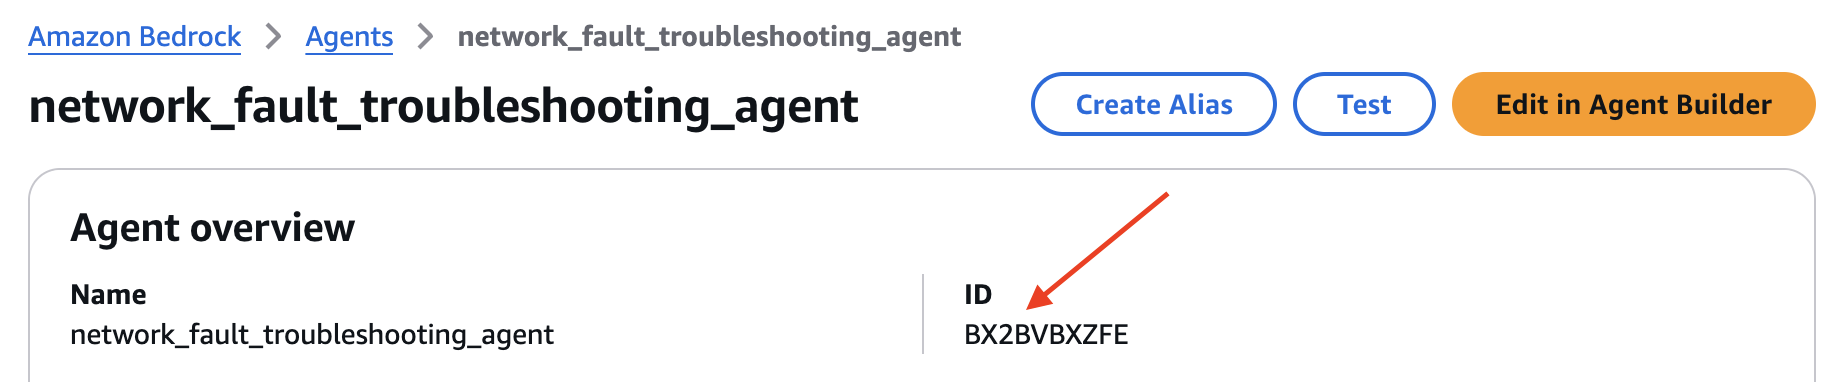 Amazon Bedrock > Agents > network_fault_troubleshooting_agent
network_fault_troubleshooting_agent
Create Alias
Test
Edit in Agent Builder
Agent overview
Name
network_fault_troubleshooting_agent
ID
BX2BVBXZFE